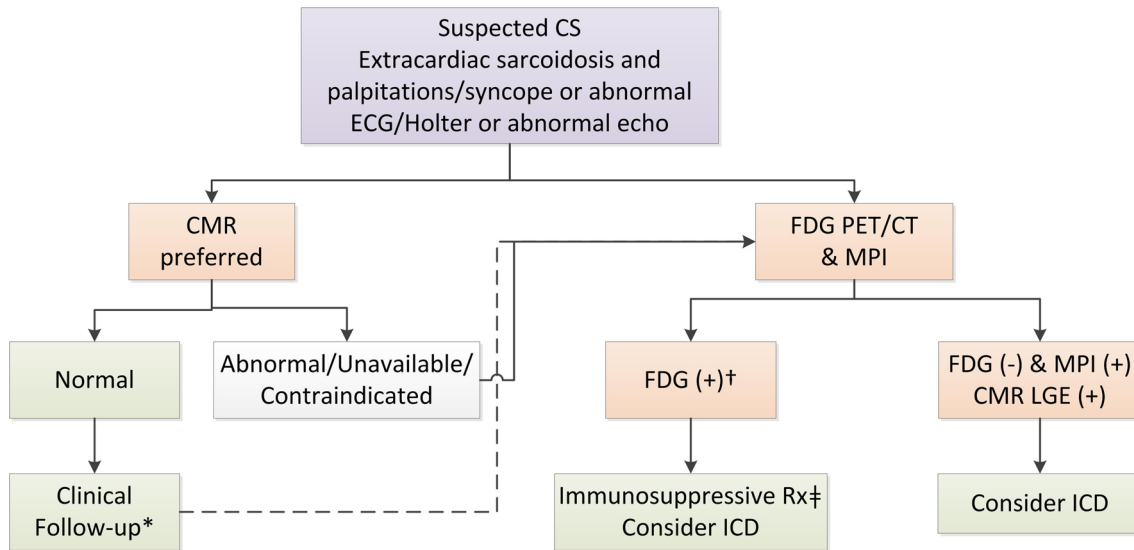 Suspected CS
Extracardiac sarcoidosis and
palpitations/syncope or abnormal
ECG/Holter or abnormal echo
CMR
preferred
FDG PET/CT
& MPI
Normal
Abnormal/Unavailable/
Contraindicated
FDG (+)†
FDG (-) & MPI (+)
CMR LGE (+)
Clinical
Follow-up*
Immunosuppressive Rx‡
Consider ICD
Consider ICD